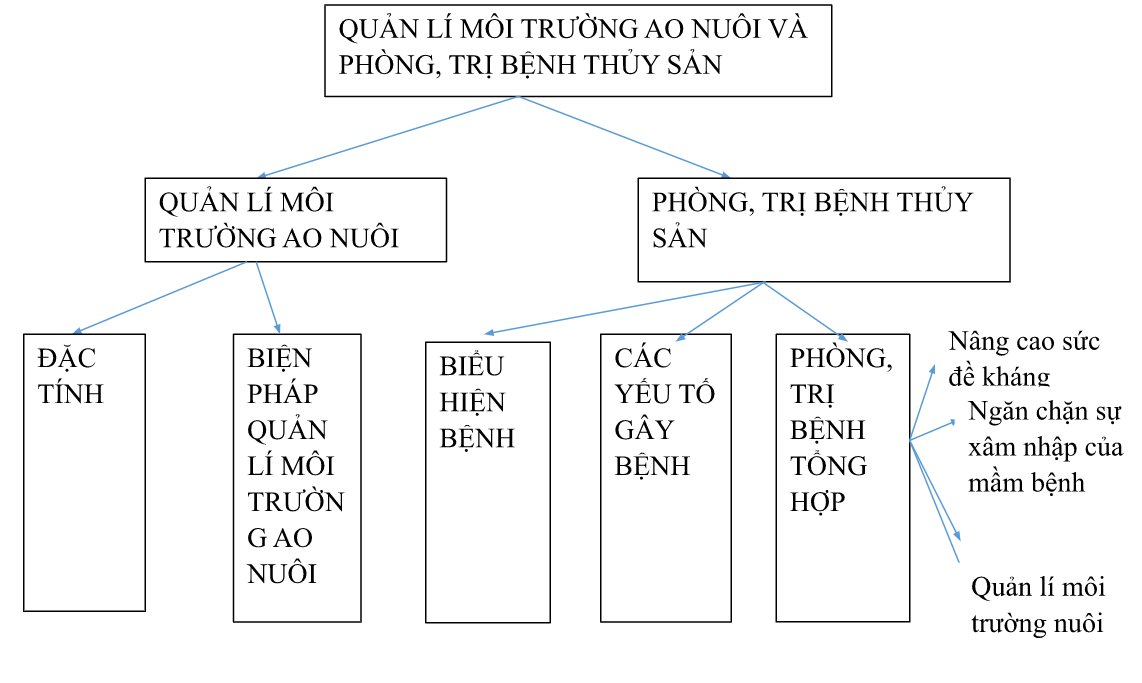 QUẢN LÍ MÔI TRƯỜNG AO NUÔI VÀ
PHÒNG, TRỊ BỆNH THỦY SẢN
QUẢN LÍ MÔI
TRƯỜNG AO NUÔI
PHÒNG, TRỊ BỆNH THỦY
SẢN
ĐẶC
TÍNH
BIỆN
PHÁP
QUẢN
LÍ MÔI
TRƯỜN
G AO
NUÔI
BIỂU
HIỆN
BỆNH
CÁC
YẾU TỐ
GÂY
BỆNH
PHÒNG,
TRỊ
BỆNH
TỔNG
HỢP
Nâng cao sức
đề kháng
Ngăn chặn sự
xâm nhập của
mầm bệnh
Quản lí môi
trường nuôi